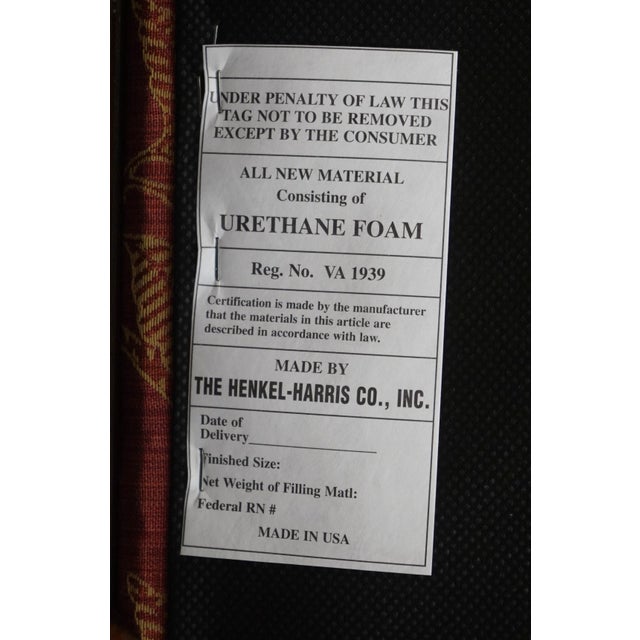 UNDER PENALTY OF LAW THIS
TAG NOT TO BE REMOVED
EXCEPT BY THE CONSUMER
ALL NEW MATERIAL
Consisting of
URETHANE FOAM
Reg. No. VA 1939
Certification is made by the manufacturer
that the materials in this article are
described in accordance with law.
MADE BY
THE HENKEL-HARRIS CO., INC.
Date of
Delivery
Finished Size:
Net Weight of Filling Matl:
Federal RN #
MADE IN USA